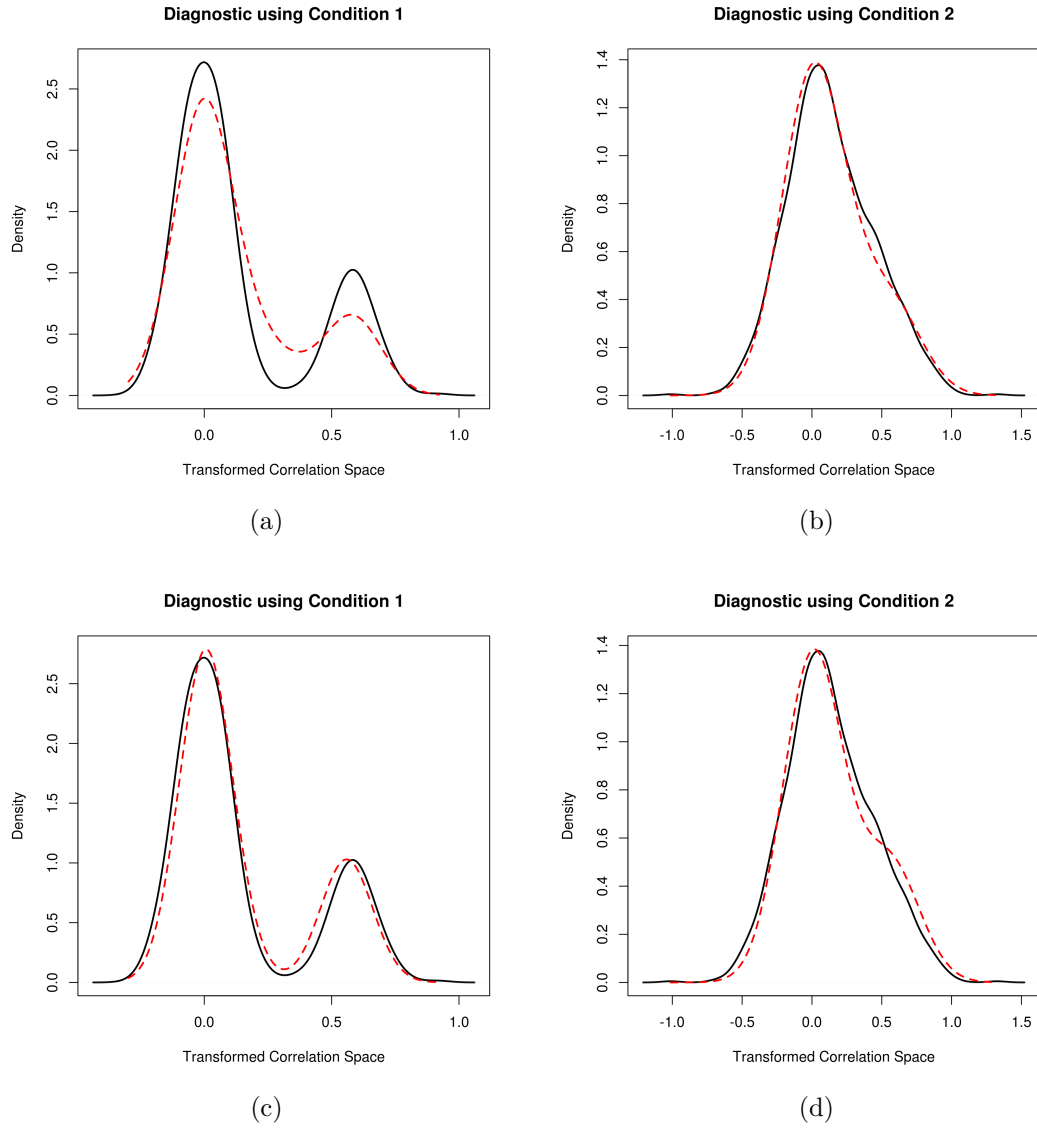 Diagnostic using Condition 1
Density
0.0 0.5 1.0 1.5 2.0 2.5
0.0 0.5 1.0
Transformed Correlation Space
(a)
Diagnostic using Condition 2
Density
0.0 0.2 0.4 0.6 0.8 1.0 1.2 1.4
-1.0 -0.5 0.0 0.5 1.0 1.5
Transformed Correlation Space
(b)
Diagnostic using Condition 1
Density
0.0 0.5 1.0 1.5 2.0 2.5
0.0 0.5 1.0
Transformed Correlation Space
(c)
Diagnostic using Condition 2
Density
0.0 0.2 0.4 0.6 0.8 1.0 1.2 1.4
-1.0 -0.5 0.0 0.5 1.0 1.5
Transformed Correlation Space
(d)